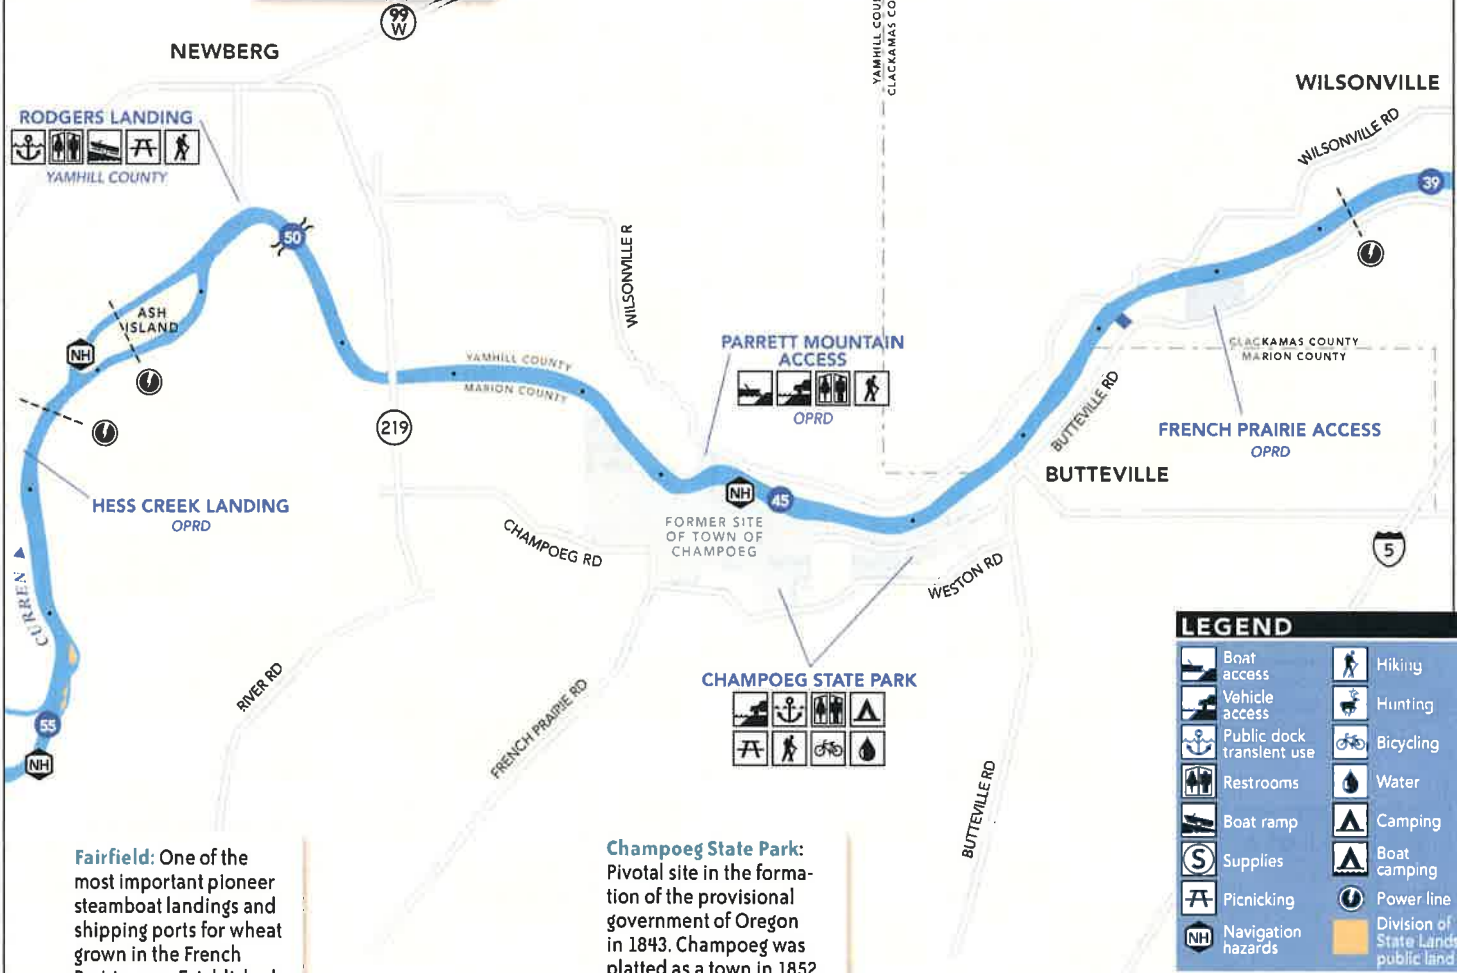 99
W
NEWBERG
YAMHILL COU
CLACKAMAS CO
WILSONVILLE
WILSONVILLE RD
39
RODGERS LANDING
YAMHILL COUNTY
50
WILSONVILLE R
ASH
ISLAND
NH
PARRETT MOUNTAIN
ACCESS
OPRD
YAMHILL COUNTY
MARION COUNTY
CLACKAMAS COUNTY
MARION COUNTY
BUTTEVILLE RD
FRENCH PRAIRIE ACCESS
OPRD
219
BUTTEVILLE
HESS CREEK LANDING
OPRD
NH
45
FORMER SITE
OF TOWN OF
CHAMPOEG
CHAMPOEG RD
WESTON RD
5
CURREN
CHAMPOEG STATE PARK
RIVER RD
FRENCH PRAIRIE RD
BUTTEVILLE RD
55
NH
LEGEND
Boat
access
Vehicle
access
Public dock
transient use
Restrooms
Boat ramp
S
Supplies
Picnicking
NH
Navigation
hazards
Hiking
Hunting
Bicycling
Water
Camping
Boat
camping
Power line
Division of
State Lands
public land
Fairfield: One of the
most important pioneer
steamboat landings and
shipping ports for wheat
grown in the French
Champoeg State Park:
Pivotal site in the forma-
tion of the provisional
government of Oregon
in 1843. Champoeg was
platted as a town in 1852